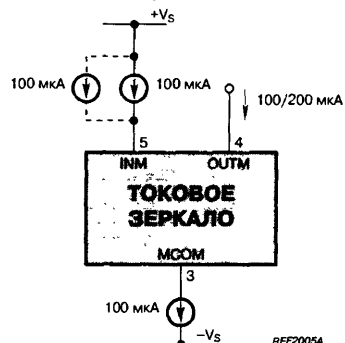 +Vs
100 мкА
100 мкА
100/200 мкА
5
4
INM
OUTM
ТОКОВОЕ
ЗЕРКАЛО
MCOM
3
100 мкА
−Vs
REF2005A